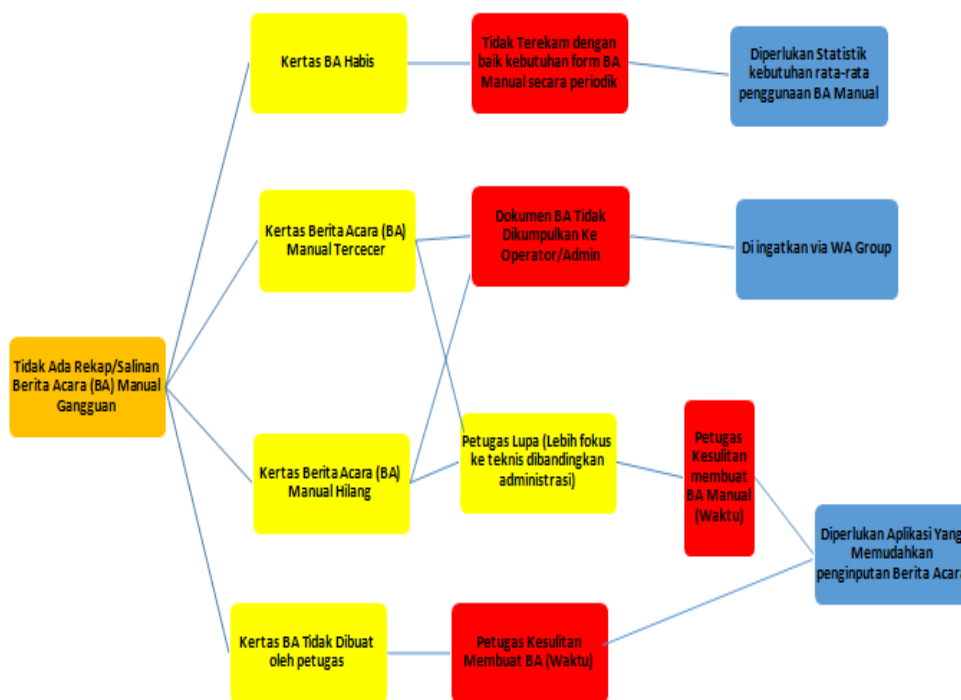 Kertas BA Habis
Tidak Terekam dengan
baik kebutuhan form BA
Manual secara periodik
Diperlukan Statistik
kebutuhan rata-rata
penggunaan BA Manual
Kertas Berita Acara (BA)
Manual Tercecer
Dokumen BA Tidak
Dikumpulkan Ke
Operator/Admin
Di ingatkan via WA Group
Tidak Ada Rekap/Salinan
Berita Acara (BA) Manual
Gangguan
Kertas Berita Acara (BA)
Manual Hilang
Petugas Lupa (Lebih fokus
ke teknis dibandingkan
administrasi)
Petugas
Kesulitan
membuat
BA Manual
(Waktu)
Diperlukan Aplikasi Yang
Memudahkan
penginputan Berita Acara
Kertas BA Tidak Dibuat
oleh petugas
Petugas Kesulitan
Membuat BA (Waktu)